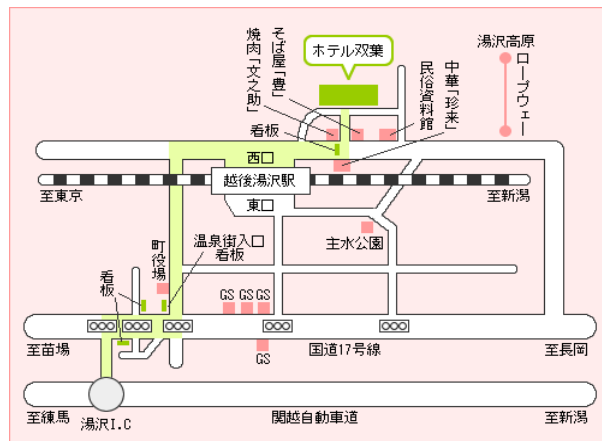 湯沢高原
ロープウェー
ホテル双葉
そば屋「豊」
焼肉「文之助」
中華「珍来」
民俗資料館
看板
西口
越後湯沢駅
東口
至東京
至新潟
主水公園
町役場
温泉街入口
看板
看板
GS GS GS
GS
至苗場
国道17号線
至長岡
至練馬
湯沢I.C
関越自動車道
至新潟